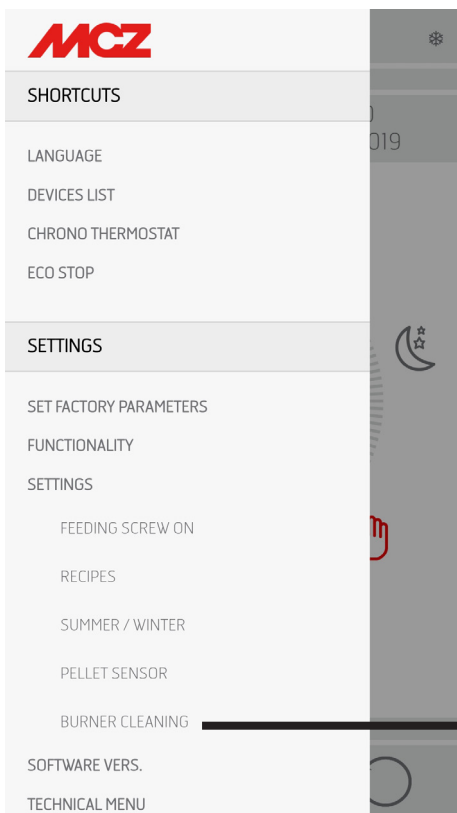 MCZ
SHORTCUTS
019
LANGUAGE
DEVICES LIST
CHRONO THERMOSTAT
ECO STOP
SETTINGS
SET FACTORY PARAMETERS
FUNCTIONALITY
SETTINGS
FEEDING SCREW ON
RECIPES
SUMMER / WINTER
PELLET SENSOR
BURNER CLEANING
SOFTWARE VERS.
TECHNICAL MENU